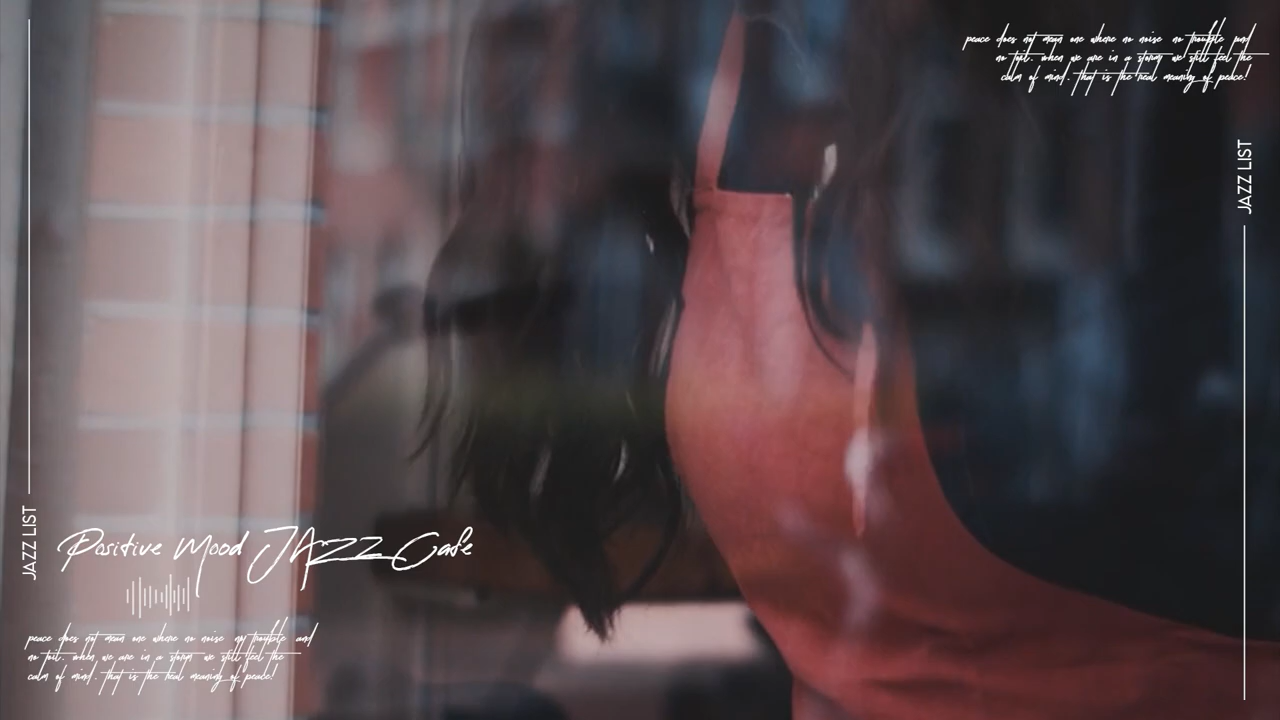 peace does not mean one where no noise no trouble and
no toil. when we are in a storm we still feel the
calm of mind. that is the real meaning of peace!
JAZZ LIST
JAZZ LIST
Positive Mood JAZZ Cafe
peace does not mean one where no noise no trouble and
no toil. when we are in a storm we still feel the
calm of mind. that is the real meaning of peace!